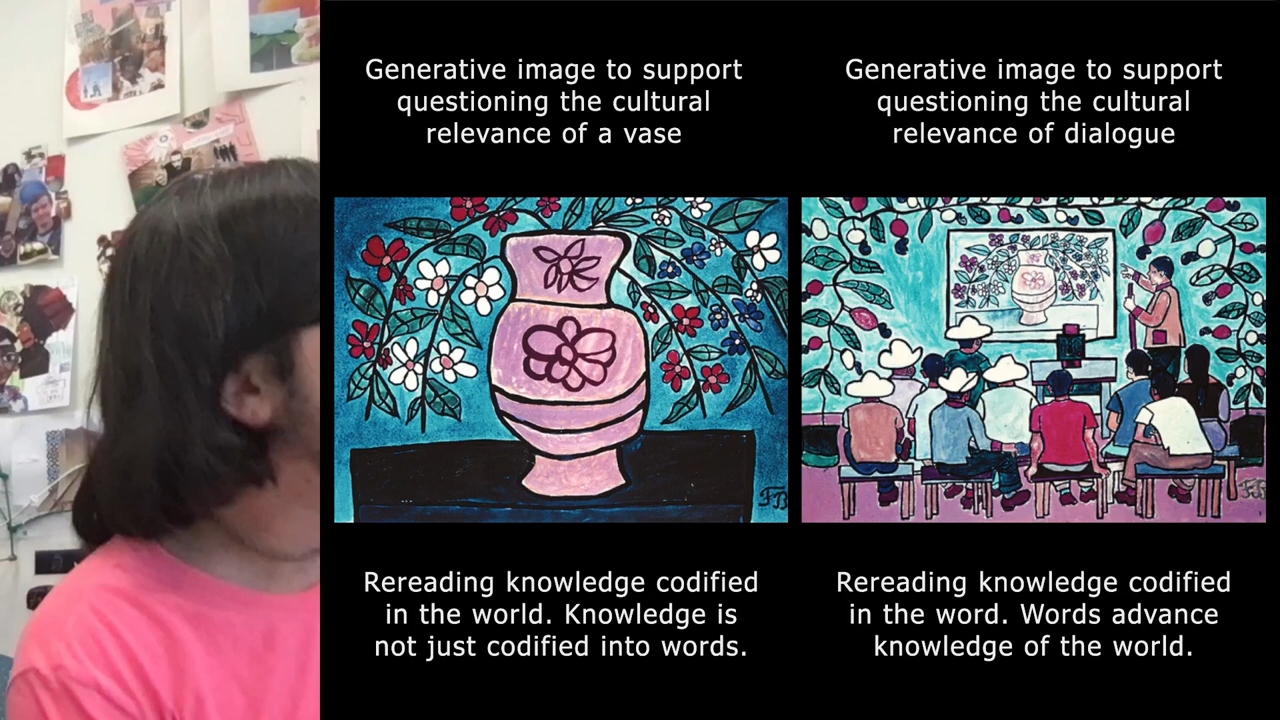 Generative image to support
questioning the cultural
relevance of a vase
Generative image to support
questioning the cultural
relevance of dialogue
FB
FB
Rereading knowledge codified
in the world. Knowledge is
not just codified into words.
Rereading knowledge codified
in the word. Words advance
knowledge of the world.